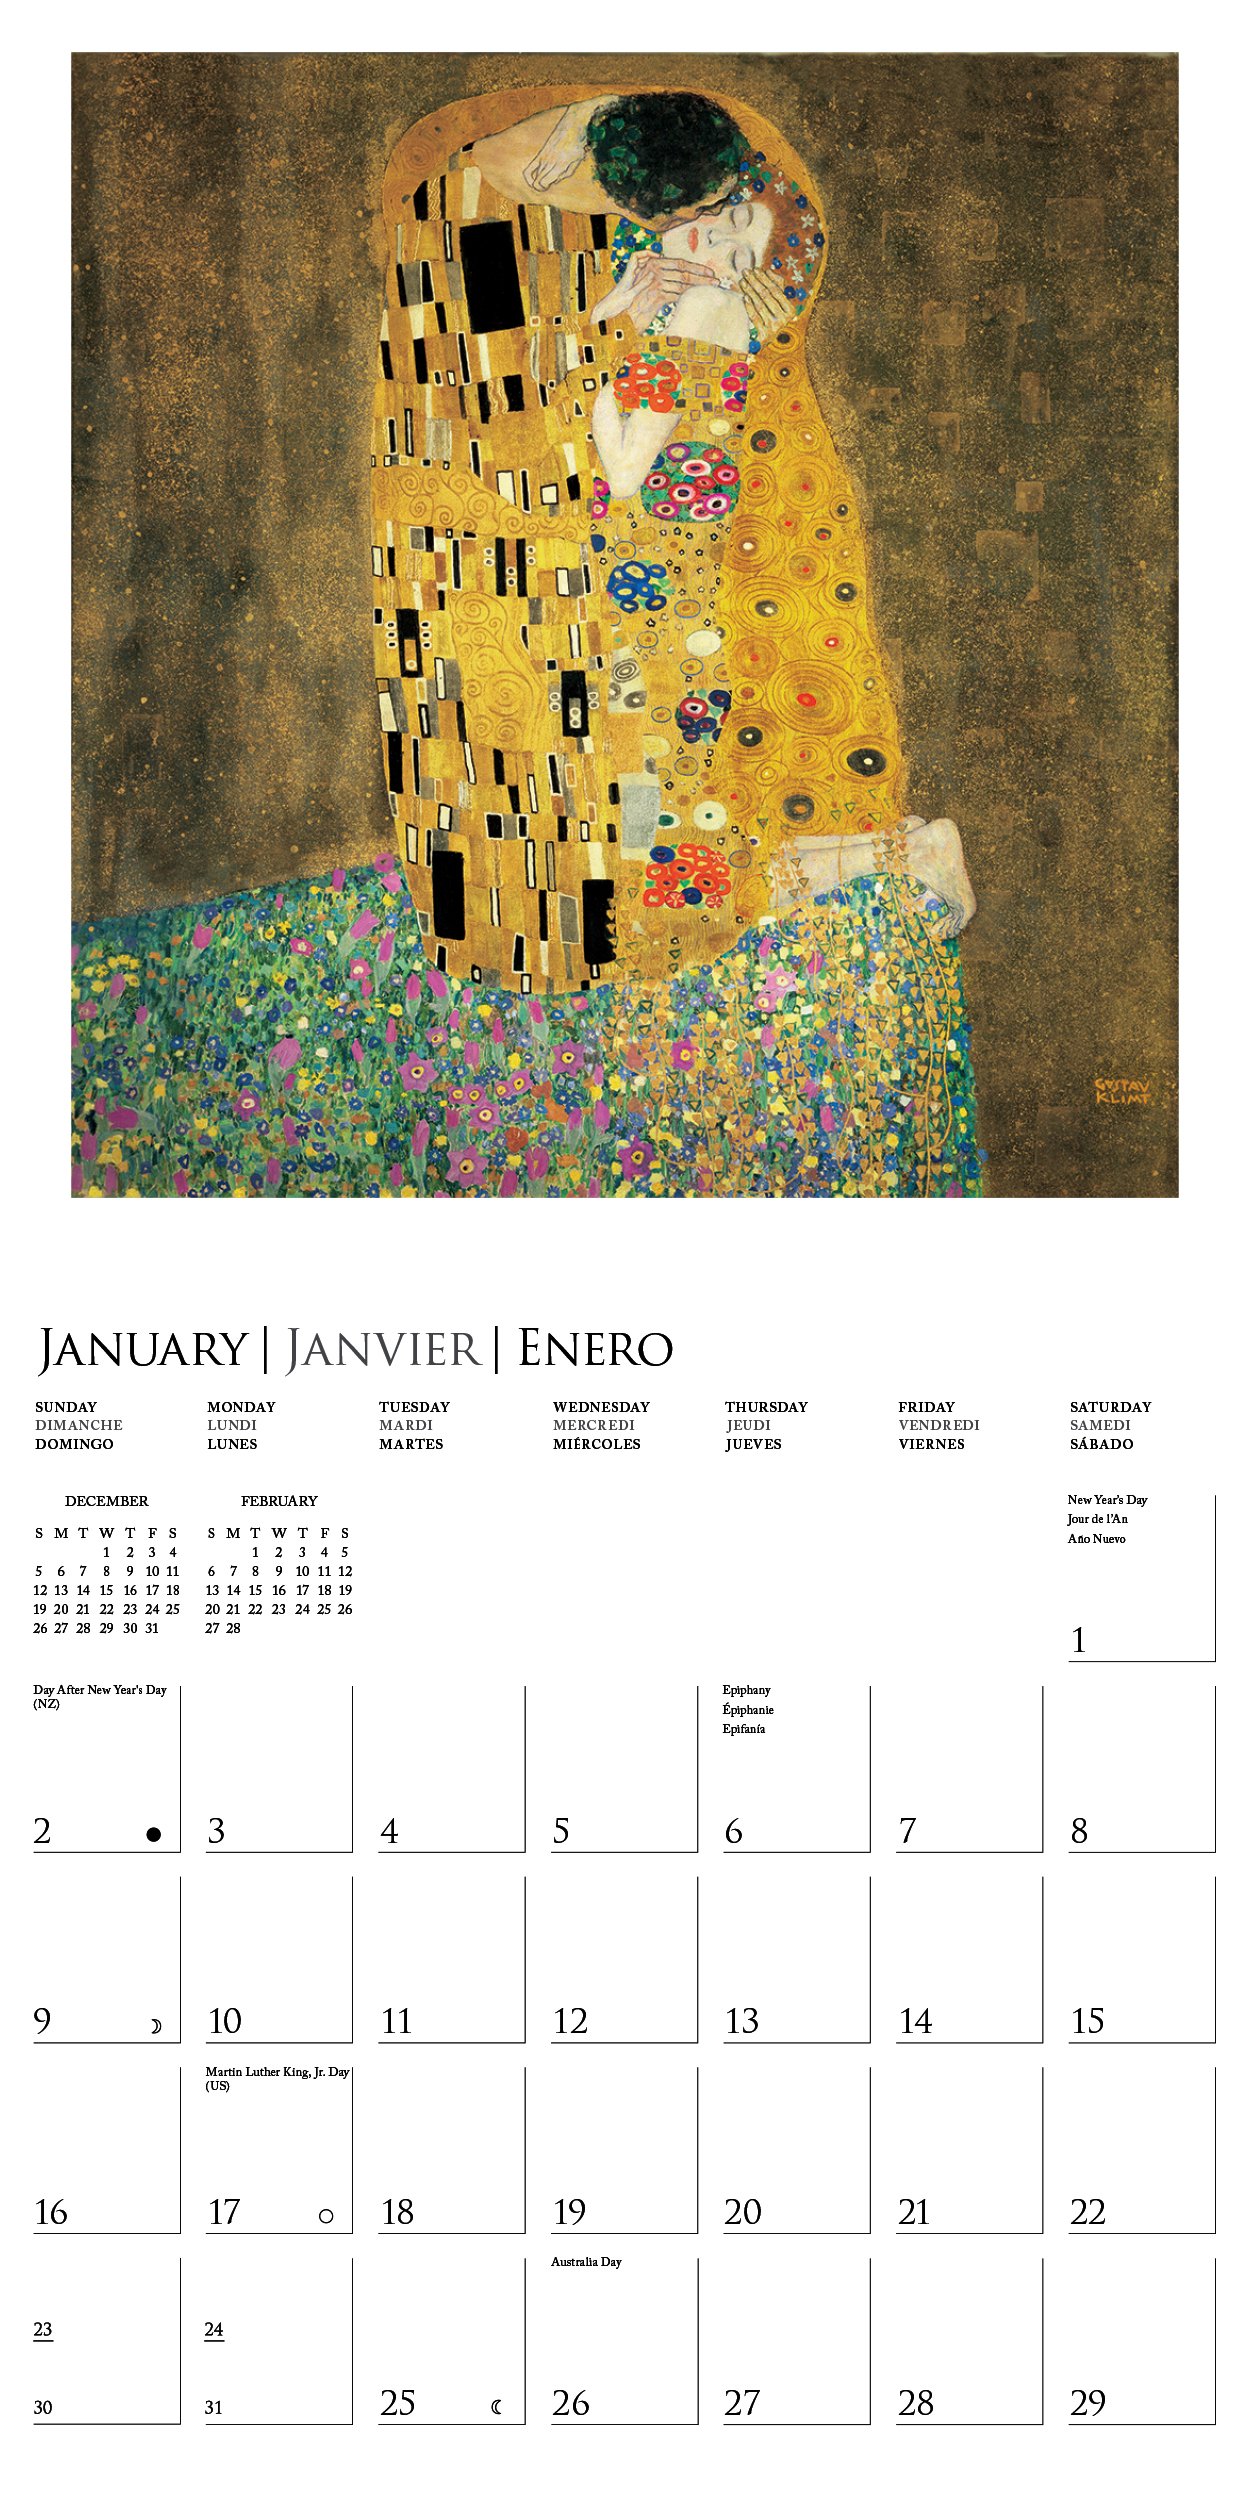 GUSTAV
KLIMT
JANUARY | JANVIER | ENERO
SUNDAY MONDAY TUESDAY WEDNESDAY THURSDAY FRIDAY SATURDAY
DIMANCHE LUNDI MARDI MERCREDI JEUDI VENDREDI SAMEDI
DOMINGO LUNES MARTES MIÉRCOLES JUEVES VIERNES SÁBADO
DECEMBER
S M T W T F S
1 2 3 4
5 6 7 8 9 10 11
12 13 14 15 16 17 18
19 20 21 22 23 24 25
26 27 28 29 30 31
FEBRUARY
S M T W T F S
1 2 3 4 5
6 7 8 9 10 11 12
13 14 15 16 17 18 19
20 21 22 23 24 25 26
27 28
New Year's Day
Jour de l'An
Año Nuevo
1
Day After New Year's Day
(NZ)
Epiphany
Épiphanie
Epifanía
2 3 4 5 6 7 8
9 10 11 12 13 14 15
Martin Luther King, Jr. Day
(US)
16 17 18 19 20 21 22
Australia Day
23 24
30 31 25 26 27 28 29